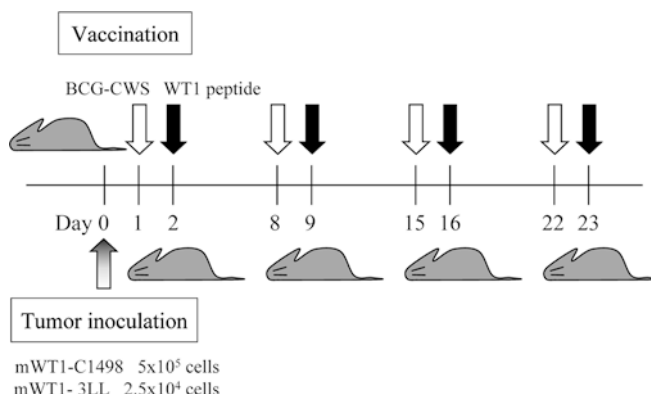 Vaccination
BCG-CWS WT1 peptide
Day 0 1 2 8 9 15 16 22 23
Tumor inoculation
mWT1-C1498 5x10⁵ cells
mWT1- 3LL 2.5x10⁴ cells